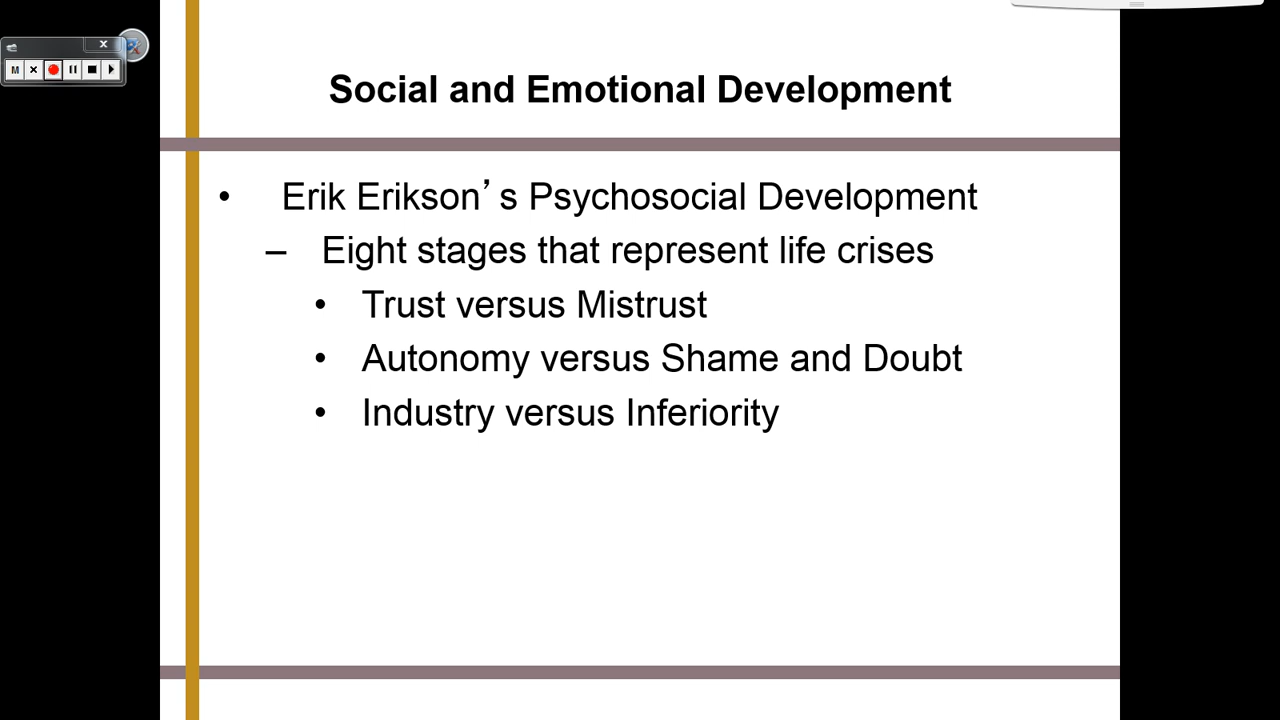 M
Social and Emotional Development
• Erik Erikson’s Psychosocial Development
– Eight stages that represent life crises
• Trust versus Mistrust
• Autonomy versus Shame and Doubt
• Industry versus Inferiority